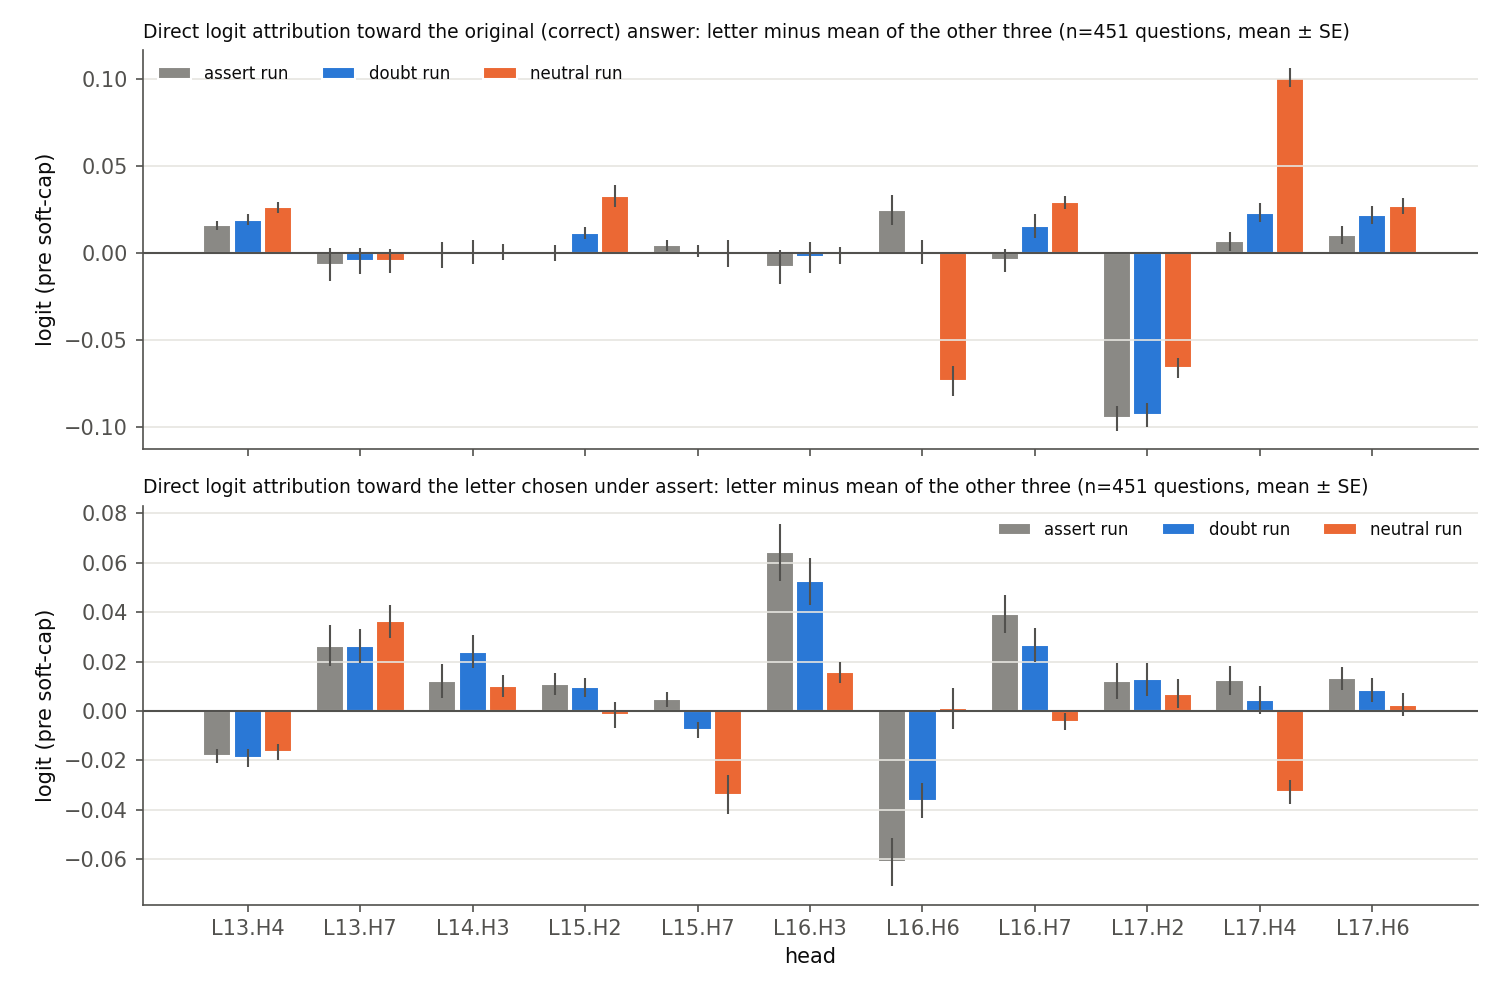 Direct logit attribution toward the original (correct) answer: letter minus mean of the other three (n=451 questions, mean ± SE)
assert run doubt run neutral run
logit (pre soft-cap)
0.10
0.05
0.00
−0.05
−0.10
Direct logit attribution toward the letter chosen under assert: letter minus mean of the other three (n=451 questions, mean ± SE)
assert run doubt run neutral run
logit (pre soft-cap)
0.08
0.06
0.04
0.02
0.00
−0.02
−0.04
−0.06
L13.H4 L13.H7 L14.H3 L15.H2 L15.H7 L16.H3 L16.H6 L16.H7 L17.H2 L17.H4 L17.H6
head